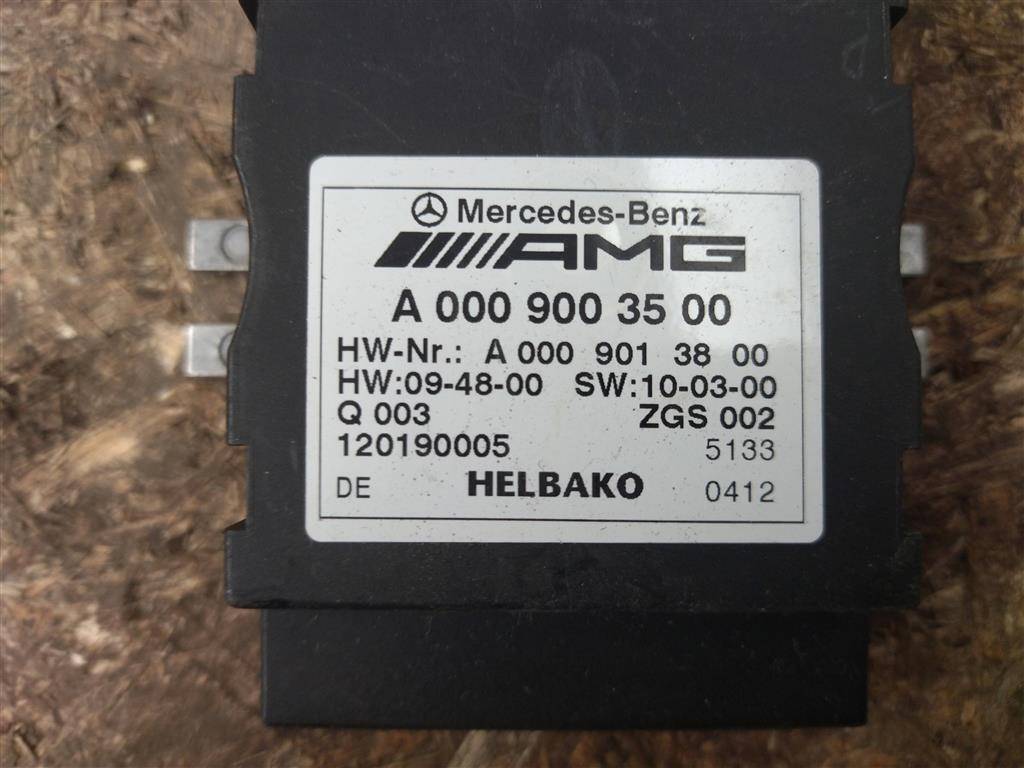 Mercedes-Benz
AMG
A 000 900 35 00
HW-Nr.: A 000 901 38 00
HW:09-48-00 SW:10-03-00
Q 003 ZGS 002
120190005 5133
DE HELBAKO 0412